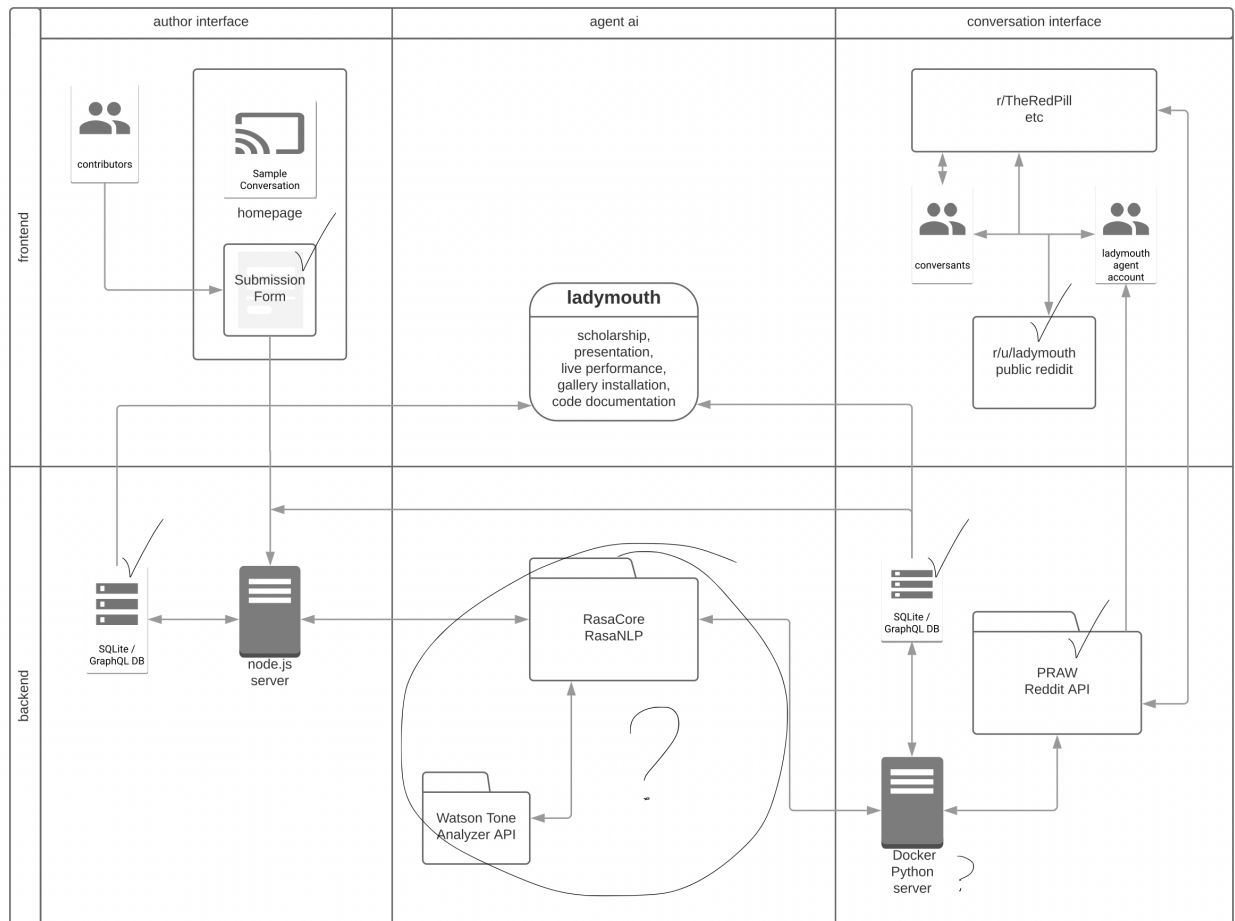 author interface
agent ai
conversation interface
frontend
contributors
Sample
Conversation
homepage
Submission
Form
ladymouth
scholarship,
presentation,
live performance,
gallery installation,
code documentation
r/TheRedPill
etc
conversants
ladymouth
agent
account
r/u/ladymouth
public redidit
backend
SQLite /
GraphQL DB
node.js
server
RasaCore
RasaNLP
?
Watson Tone
Analyzer API
SQLite /
GraphQL DB
PRAW
Reddit API
Docker
Python
server
?